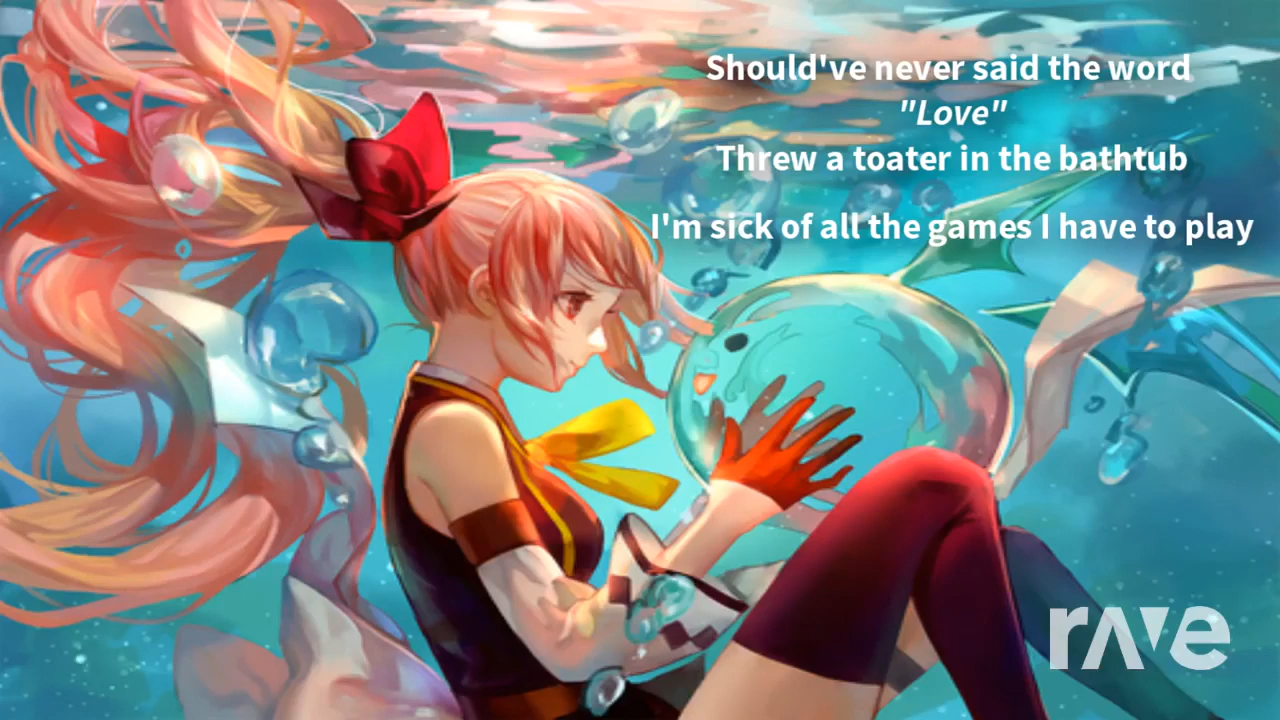 Should've never said the word
"Love"
Threw a toater in the bathtub
I'm sick of all the games I have to play
rave